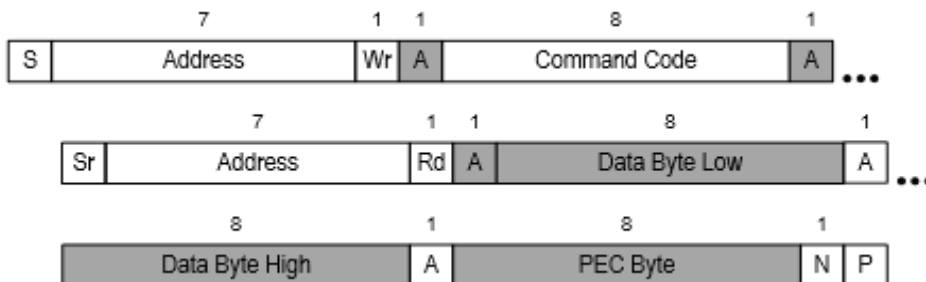 7 1 1 8 1
S Address Wr A Command Code A ...
7 1 1 8 1
Sr Address Rd A Data Byte Low A ...
8 1 8 1
Data Byte High A PEC Byte N P